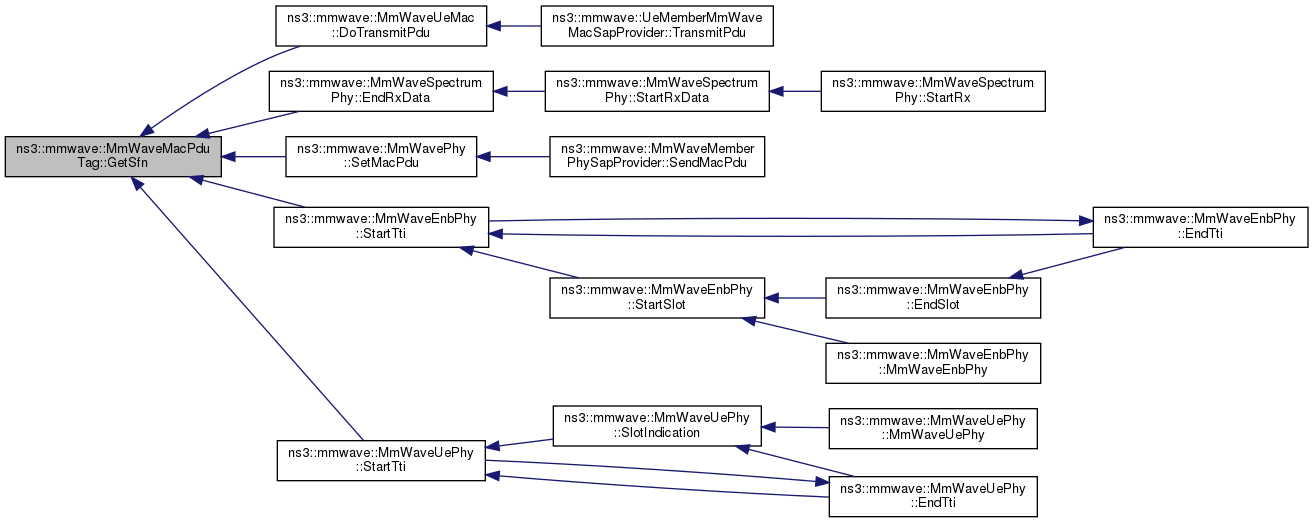 ns3::mmwave::MmWaveUeMac
::DoTransmitPdu
ns3::mmwave::UeMemberMmWave
MacSapProvider::TransmitPdu
ns3::mmwave::MmWaveSpectrum
Phy::EndRxData
ns3::mmwave::MmWaveSpectrum
Phy::StartRxData
ns3::mmwave::MmWaveSpectrum
Phy::StartRx
ns3::mmwave::MmWaveMacPdu
Tag::GetSfn
ns3::mmwave::MmWavePhy
::SetMacPdu
ns3::mmwave::MmWaveMember
PhySapProvider::SendMacPdu
ns3::mmwave::MmWaveEnbPhy
::StartTti
ns3::mmwave::MmWaveEnbPhy
::EndTti
ns3::mmwave::MmWaveEnbPhy
::StartSlot
ns3::mmwave::MmWaveEnbPhy
::EndSlot
ns3::mmwave::MmWaveEnbPhy
::MmWaveEnbPhy
ns3::mmwave::MmWaveUePhy
::SlotIndication
ns3::mmwave::MmWaveUePhy
::MmWaveUePhy
ns3::mmwave::MmWaveUePhy
::StartTti
ns3::mmwave::MmWaveUePhy
::EndTti